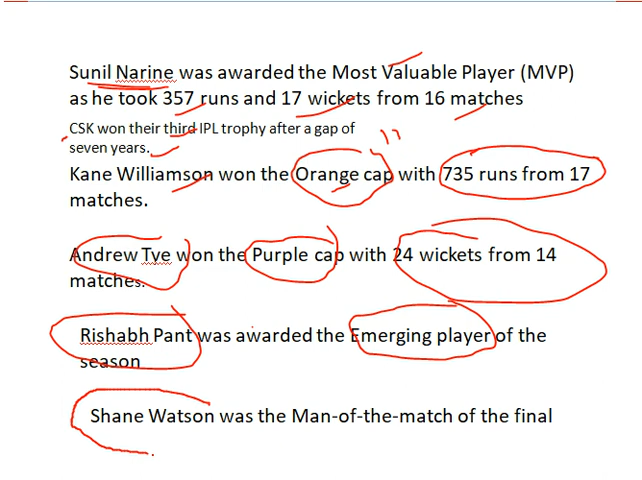 Sunil Narine was awarded the Most Valuable Player (MVP)
as he took 357 runs and 17 wickets from 16 matches
CSK won their third IPL trophy after a gap of
seven years.
Kane Williamson won the Orange cap with 735 runs from 17
matches.
Andrew Tye won the Purple cap with 24 wickets from 14
matches.
Rishabh Pant was awarded the Emerging player of the
season
Shane Watson was the Man-of-the-match of the final
.